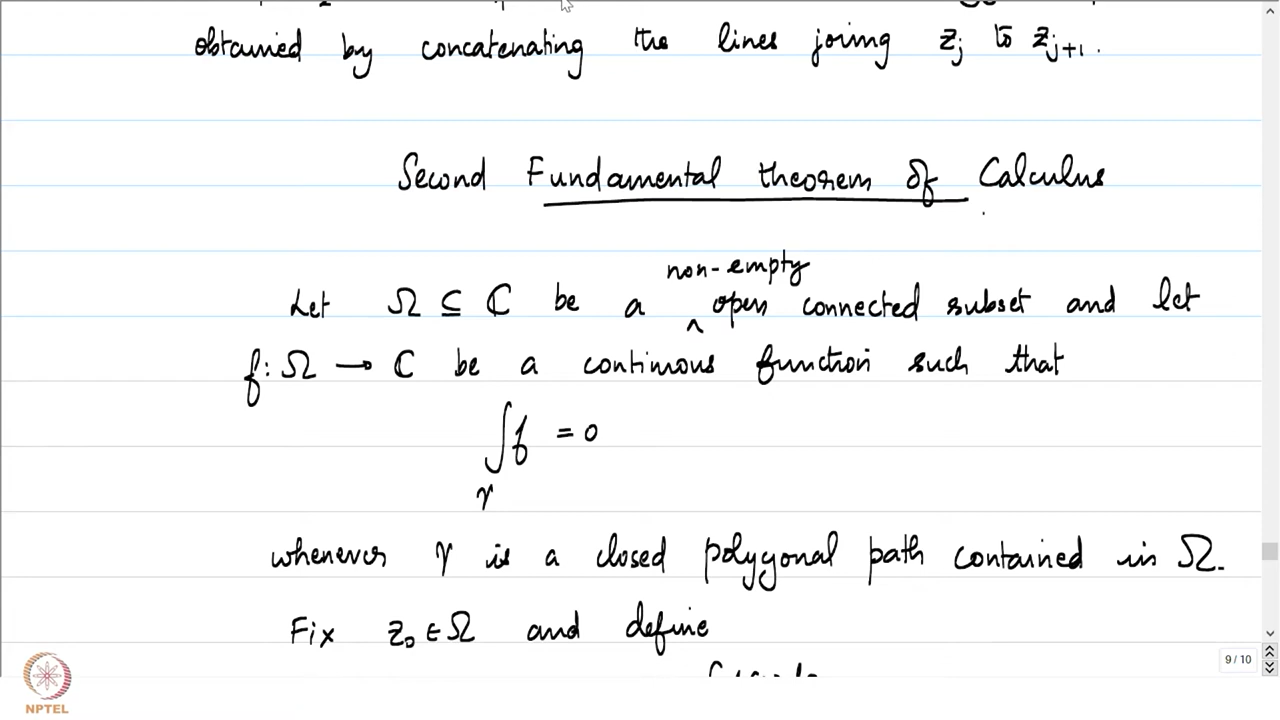 obtained by concatenating the lines joining z_j to z_{j+1}.
Second Fundamental theorem of Calculus
non-empty
Let Ω ⊆ ℂ be a ^ open connected subset and let
f: Ω → ℂ be a continuous function such that
∫_γ f = 0
whenever γ is a closed polygonal path contained in Ω.
Fix z_0 ∈ Ω and define
9 / 10
NPTEL